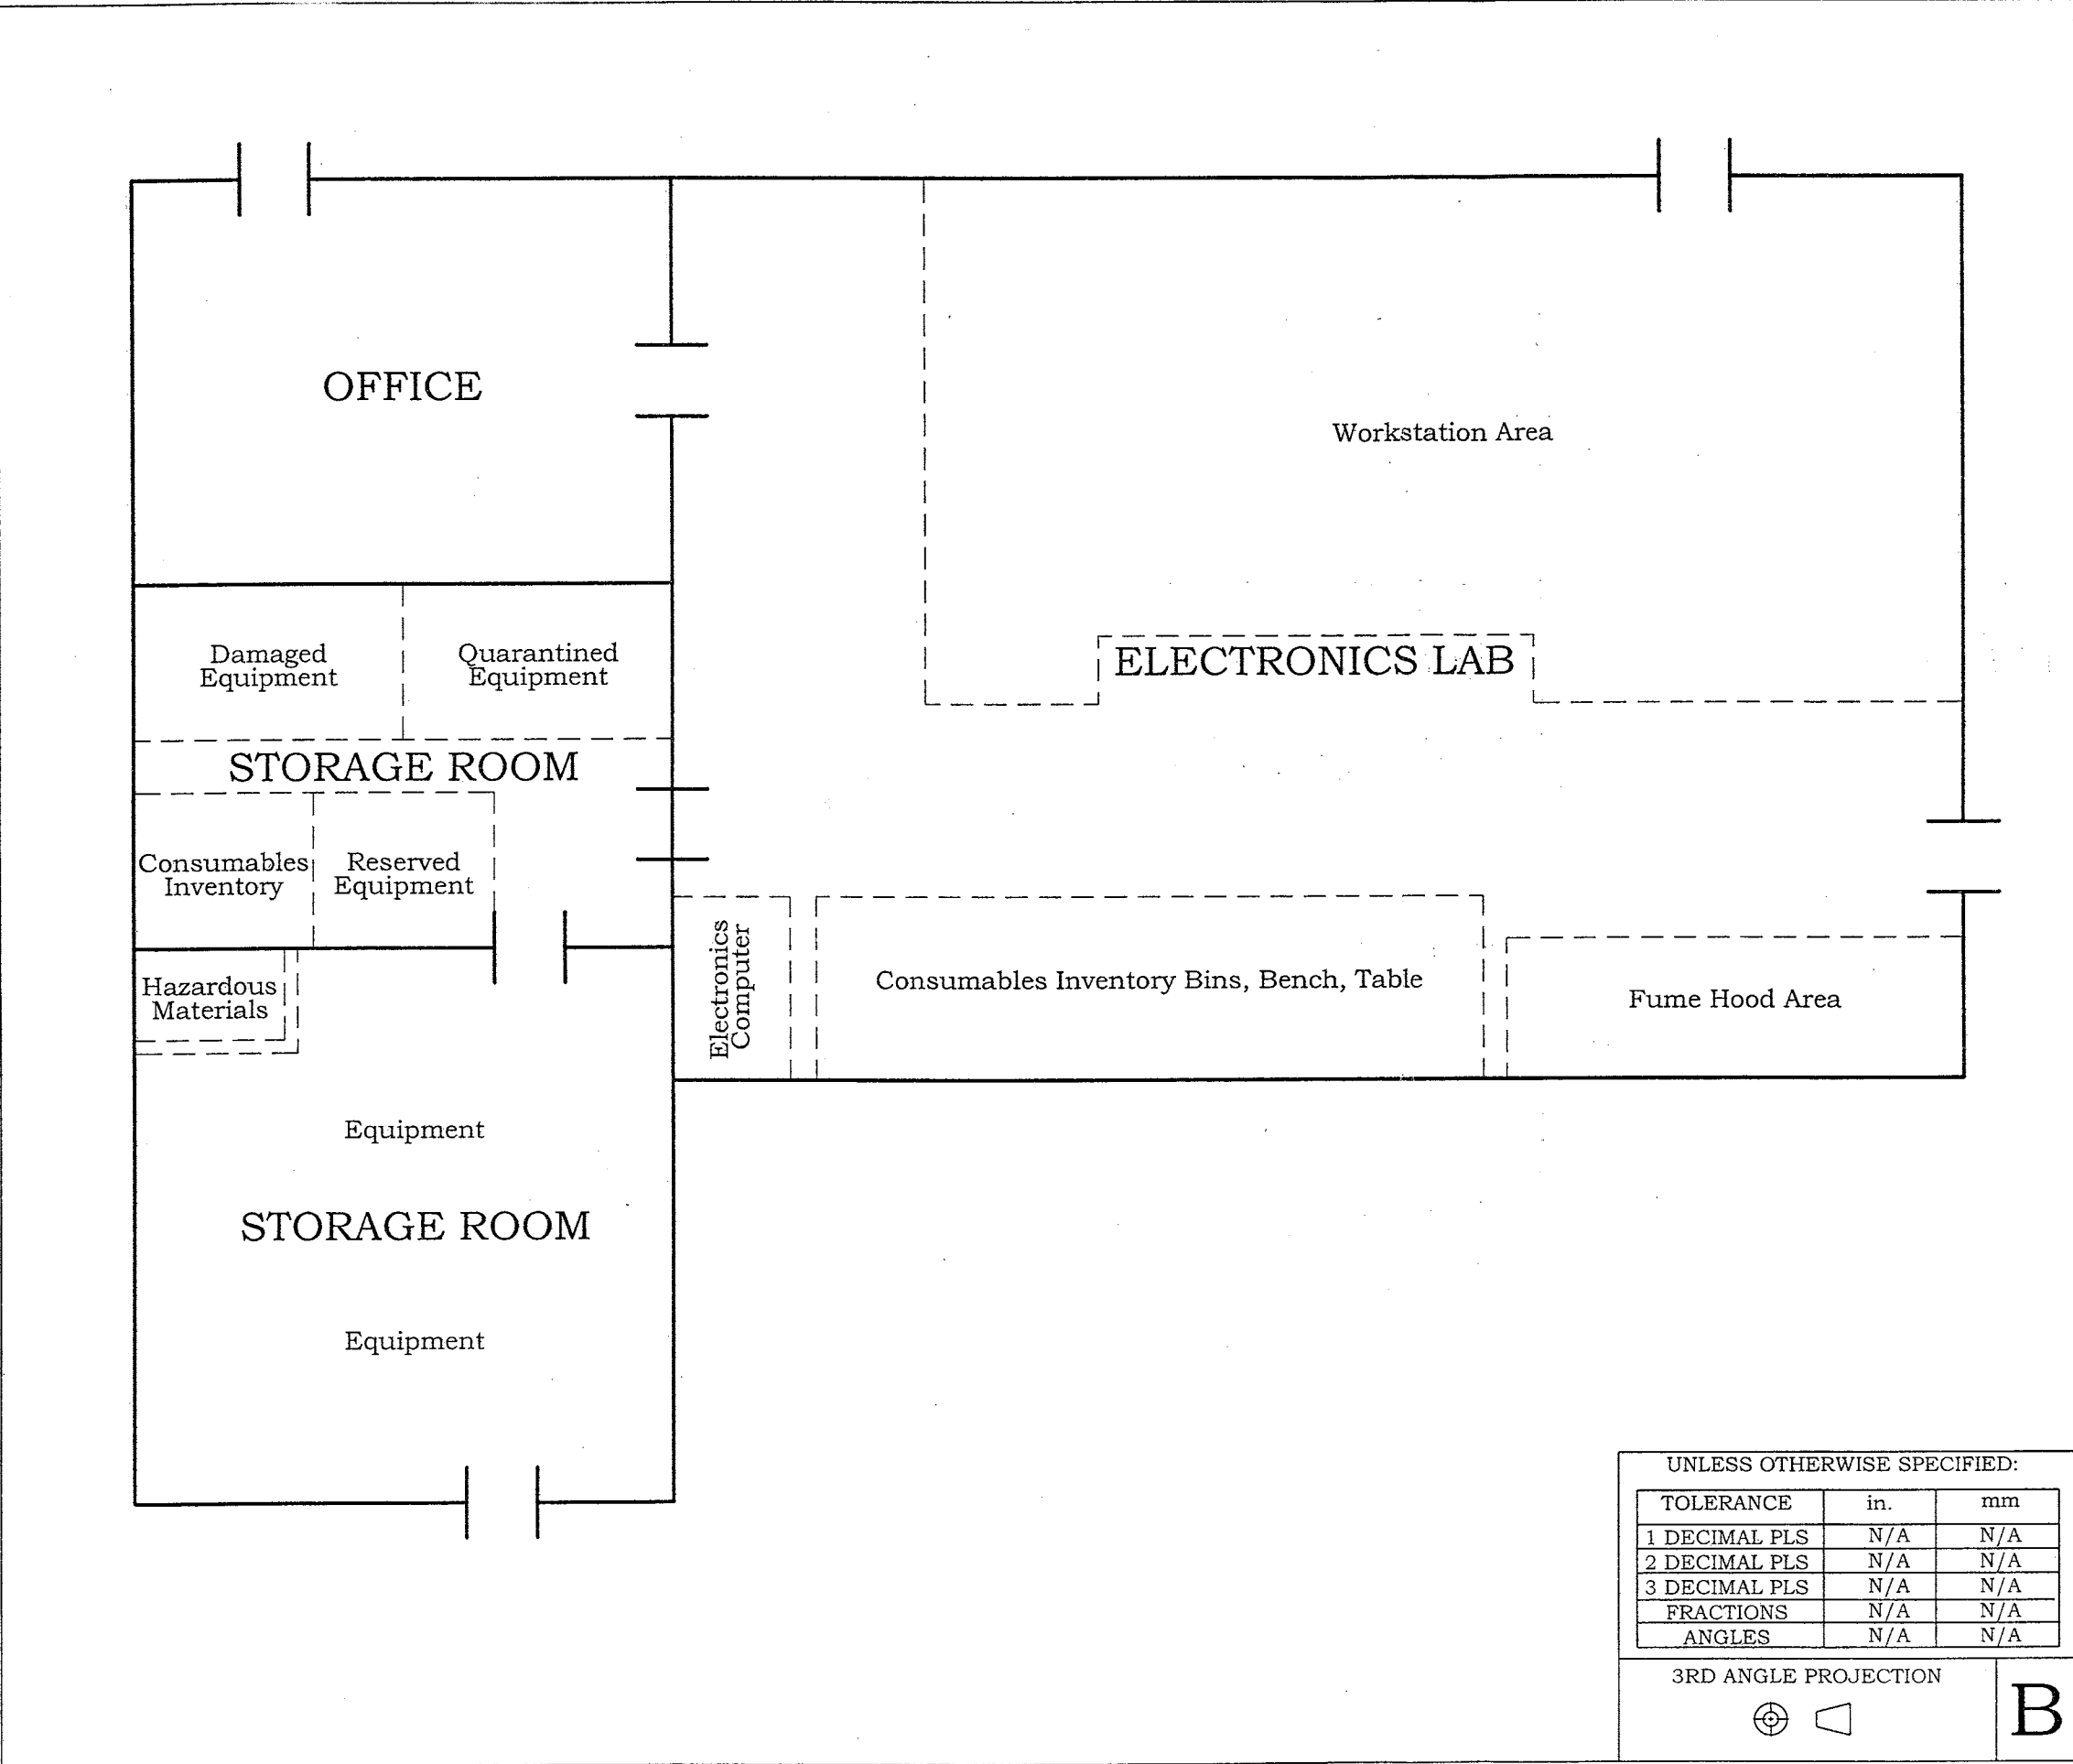 OFFICE
Workstation Area
Damaged
Equipment
Quarantined
Equipment
ELECTRONICS LAB
STORAGE ROOM
Consumables
Inventory
Reserved
Equipment
Hazardous
Materials
Electronics
Computer
Consumables Inventory Bins, Bench, Table
Fume Hood Area
Equipment
STORAGE ROOM
Equipment
UNLESS OTHERWISE SPECIFIED:
TOLERANCE in. mm
1 DECIMAL PLS N/A N/A
2 DECIMAL PLS N/A N/A
3 DECIMAL PLS N/A N/A
FRACTIONS N/A N/A
ANGLES N/A N/A
3RD ANGLE PROJECTION
B